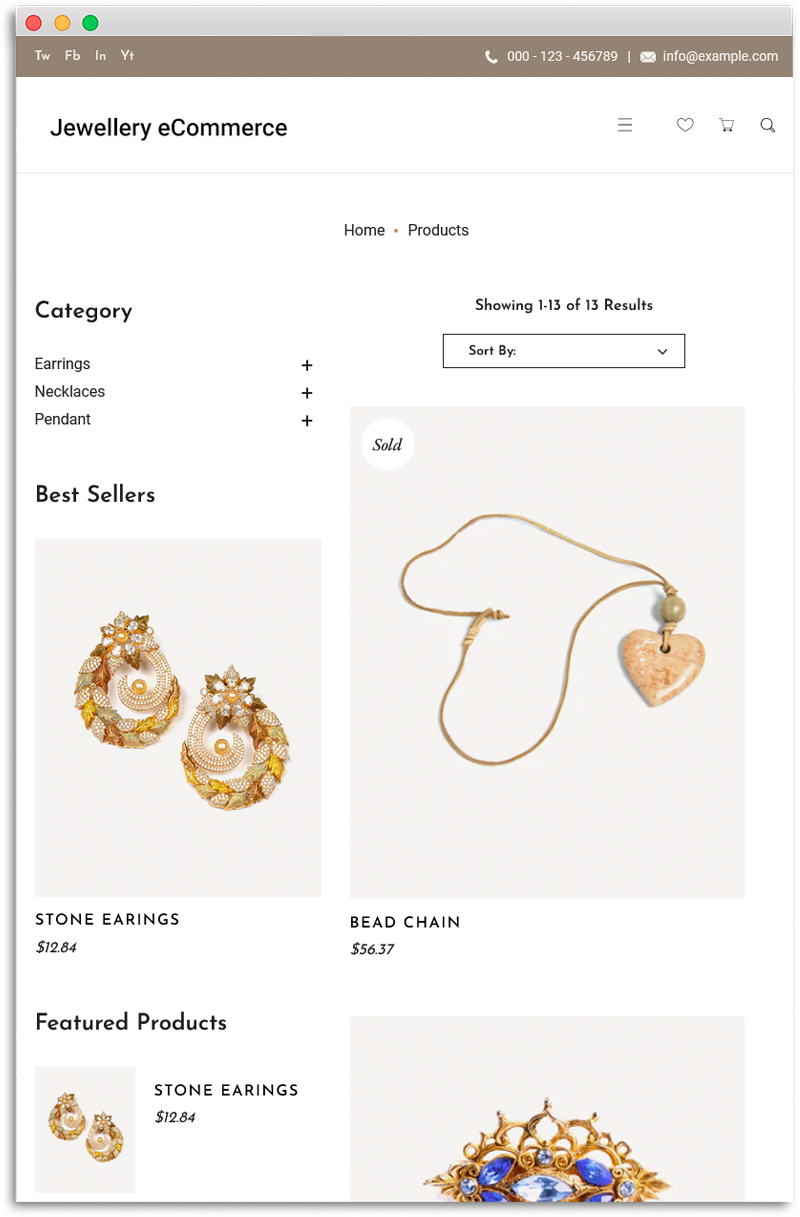 Tw Fb In Yt
000 - 123 - 456789 | info@example.com
Jewellery eCommerce
Home • Products
Category
Earrings +
Necklaces +
Pendant +
Best Sellers
STONE EARINGS
$12.84
Featured Products
STONE EARINGS
$12.84
Showing 1-13 of 13 Results
Sort By:
Sold
BEAD CHAIN
$56.37